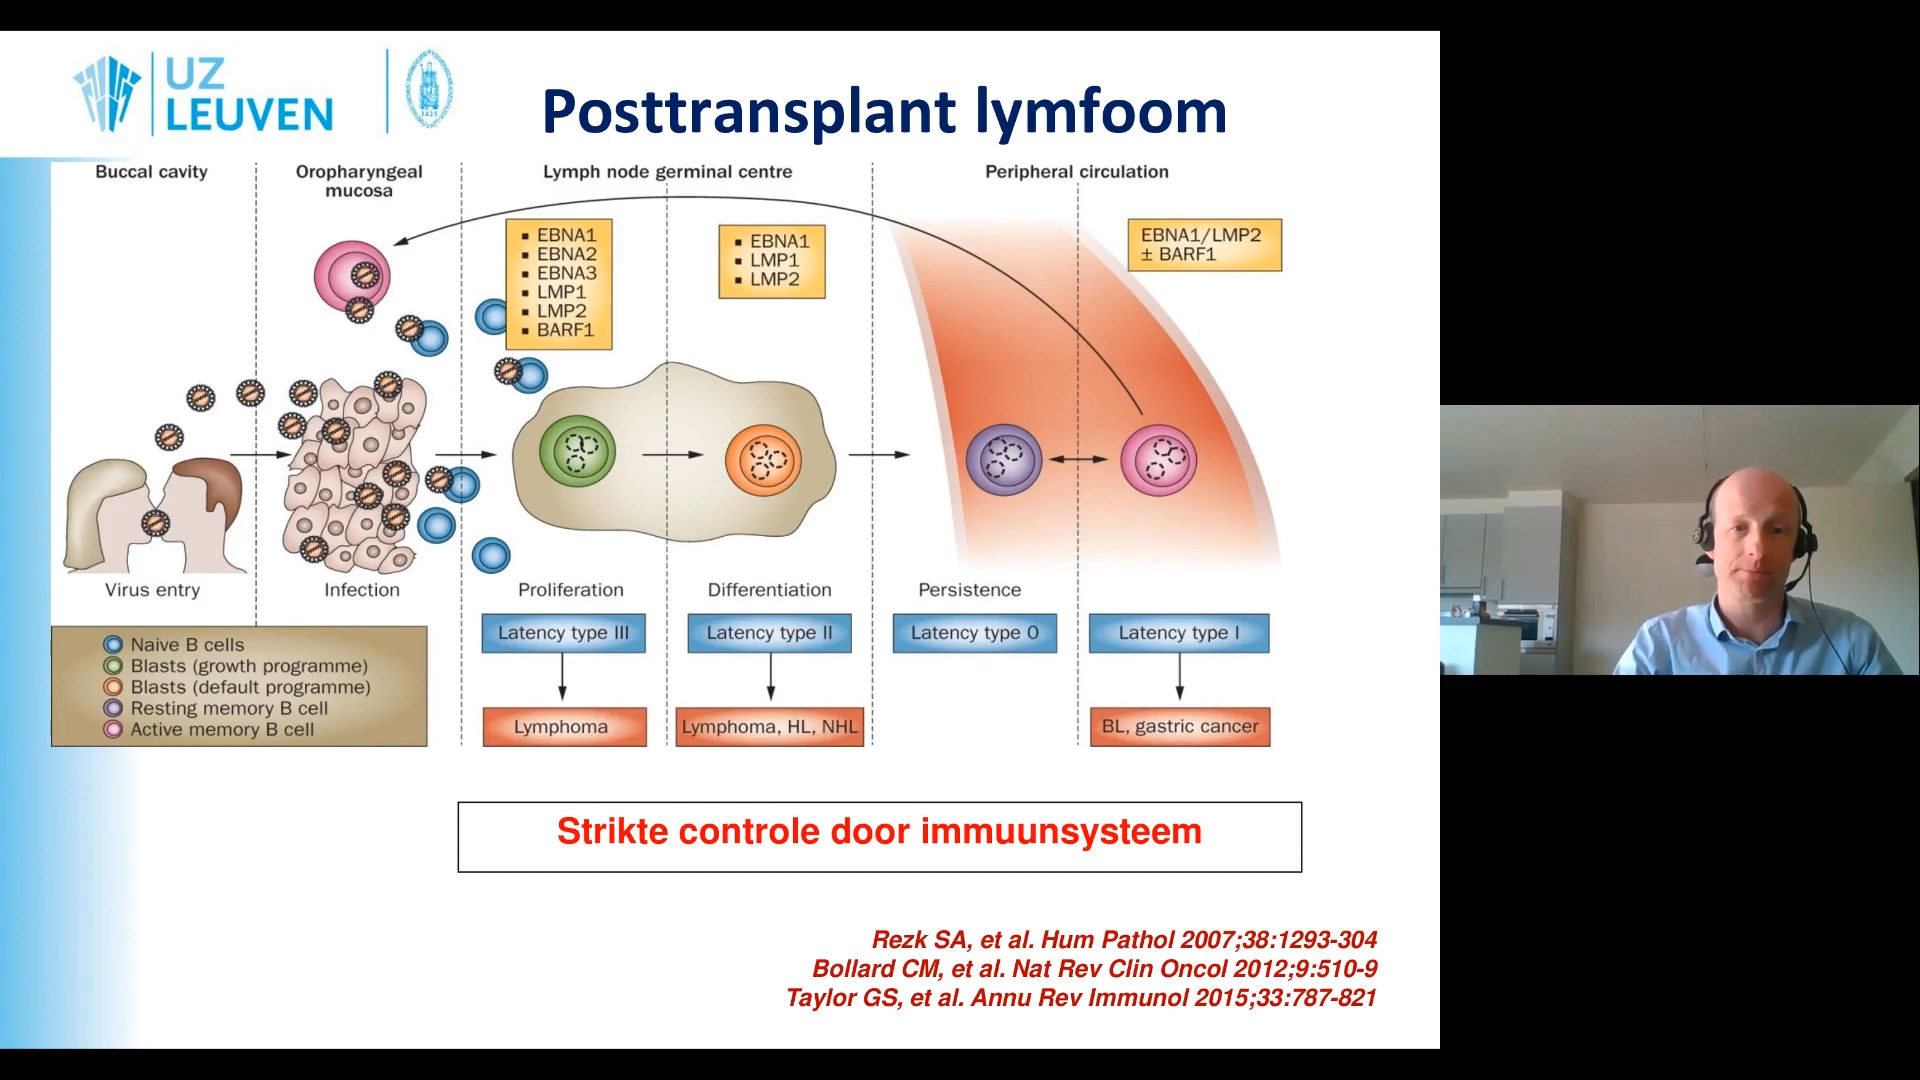 UZ
LEUVEN
1425
Posttransplant lymfoom
Buccal cavity
Oropharyngeal
mucosa
Lymph node germinal centre
Peripheral circulation
▪ EBNA1
▪ EBNA2
▪ EBNA3
▪ LMP1
▪ LMP2
▪ BARF1
▪ EBNA1
▪ LMP1
▪ LMP2
EBNA1/LMP2
± BARF1
Virus entry
Infection
Proliferation
Differentiation
Persistence
Latency type III
Latency type II
Latency type 0
Latency type I
Naive B cells
Blasts (growth programme)
Blasts (default programme)
Resting memory B cell
Active memory B cell
Lymphoma
Lymphoma, HL, NHL
BL, gastric cancer
Strikte controle door immuunsysteem
Rezk SA, et al. Hum Pathol 2007;38:1293-304
Bollard CM, et al. Nat Rev Clin Oncol 2012;9:510-9
Taylor GS, et al. Annu Rev Immunol 2015;33:787-821